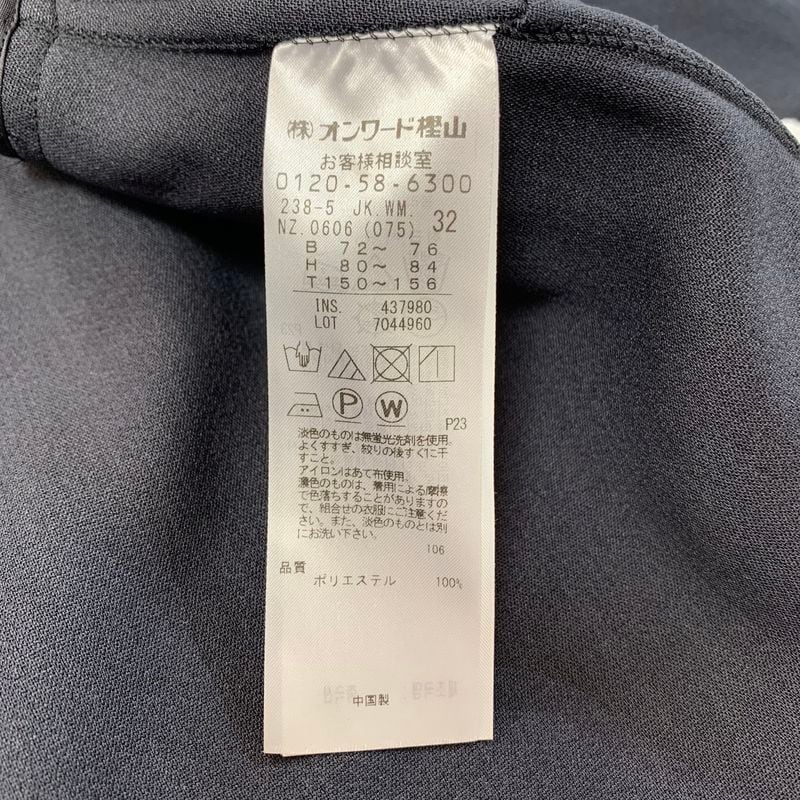 (株)オンワード樫山
お客様相談室
0120-58-6300
238-5 JK.WM. 32
NZ.0606 (075)
B 72～ 76
H 80～ 84
T150～156
INS. 437980
LOT 7044960
P
W
P23
淡色のものは無蛍光洗剤を使用。
よくすすぎ、絞りの後すぐに干
すこと。
アイロンはあて布使用。
濃色のものは、着用による摩擦
で色落ちすることがありますの
で、組合せの衣服にご注意くだ
さい。また、淡色のものとは別
にお洗い下さい。
106
品質
ポリエステル 100%
中国製